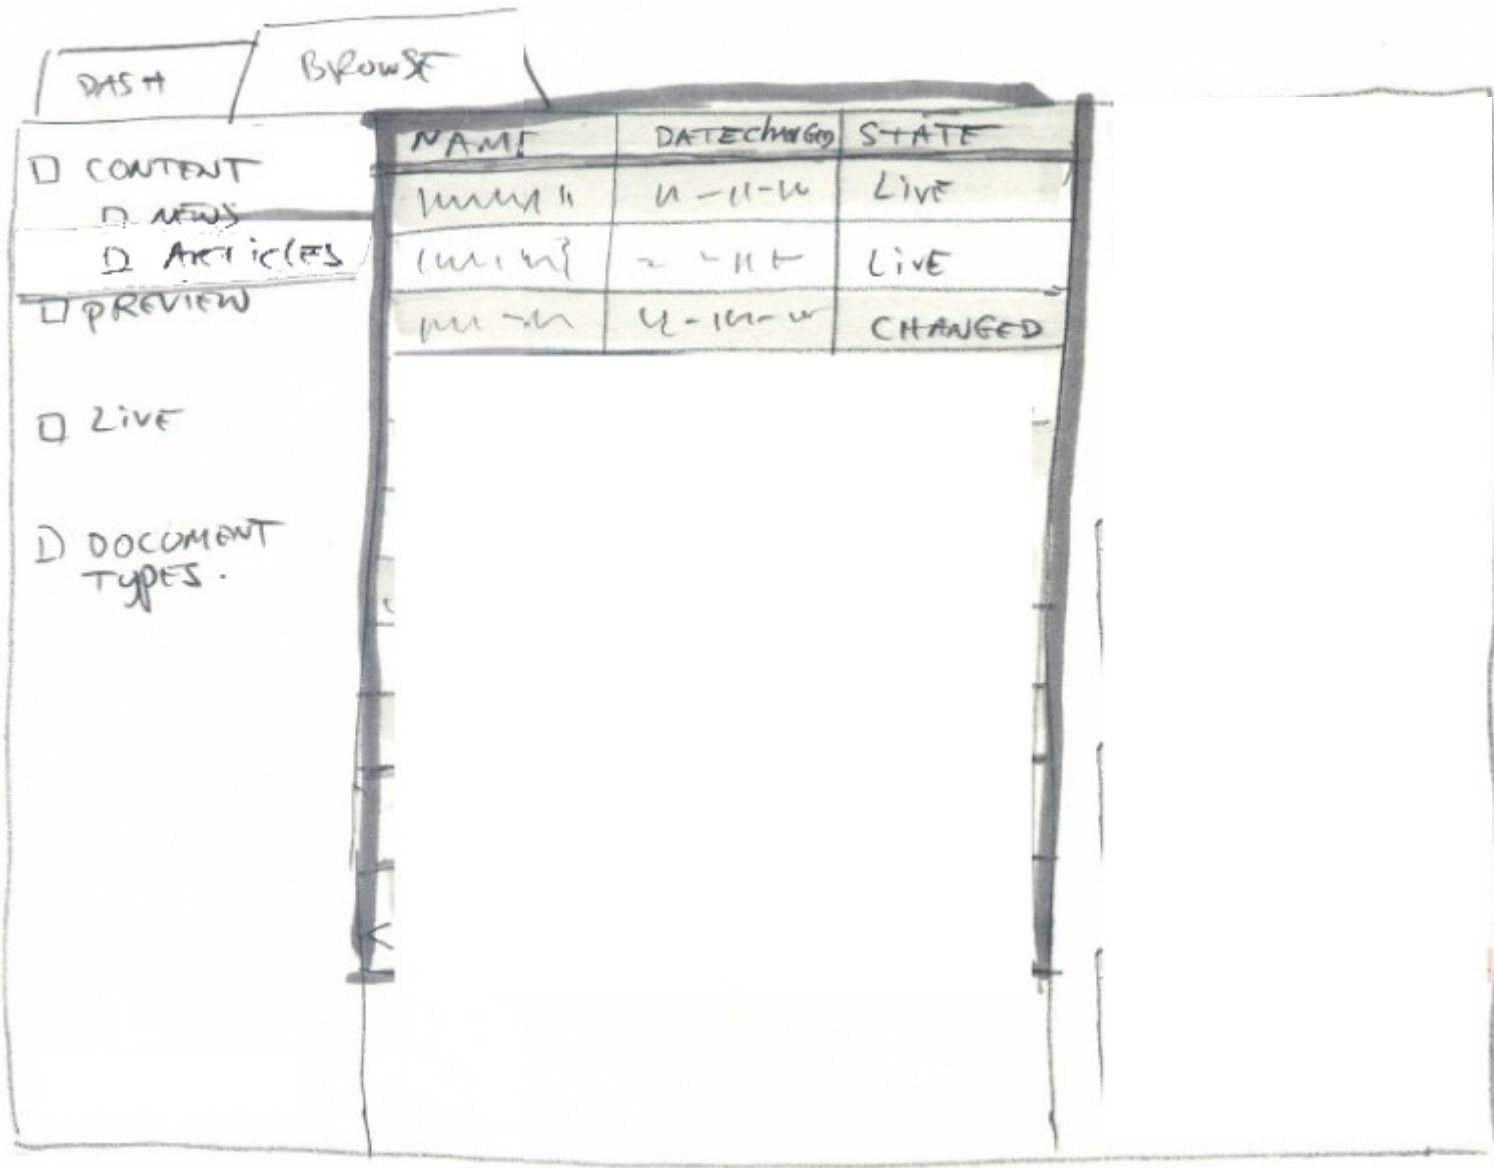 DASH
BROWSE
NAME DATECHANGED STATE
CONTENT
NEWS
ARTICLES
PREVIEW
LIVE
DOCUMENT
TYPES.
LIVE
LIVE
CHANGED